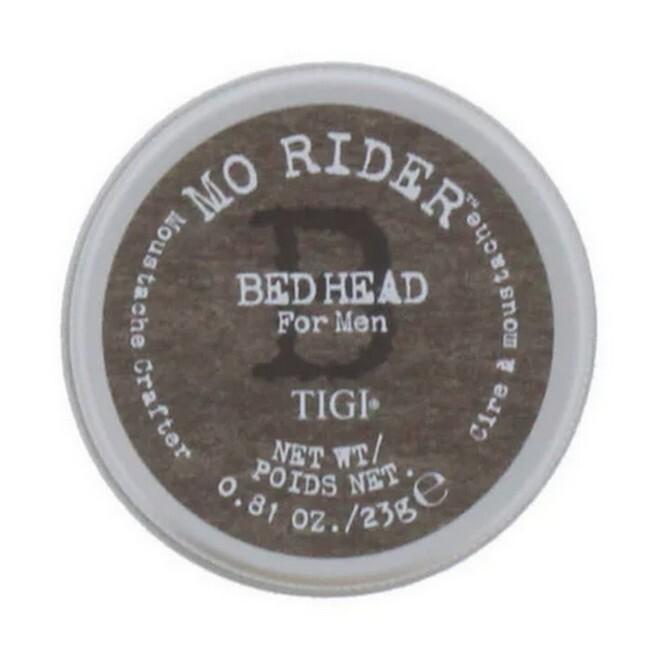 MO RIDER™
Moustache Crafter
Cire à moustache
B
BED HEAD
For Men
TIGI®
NET WT/
POIDS NET.
0.81 OZ./23g e